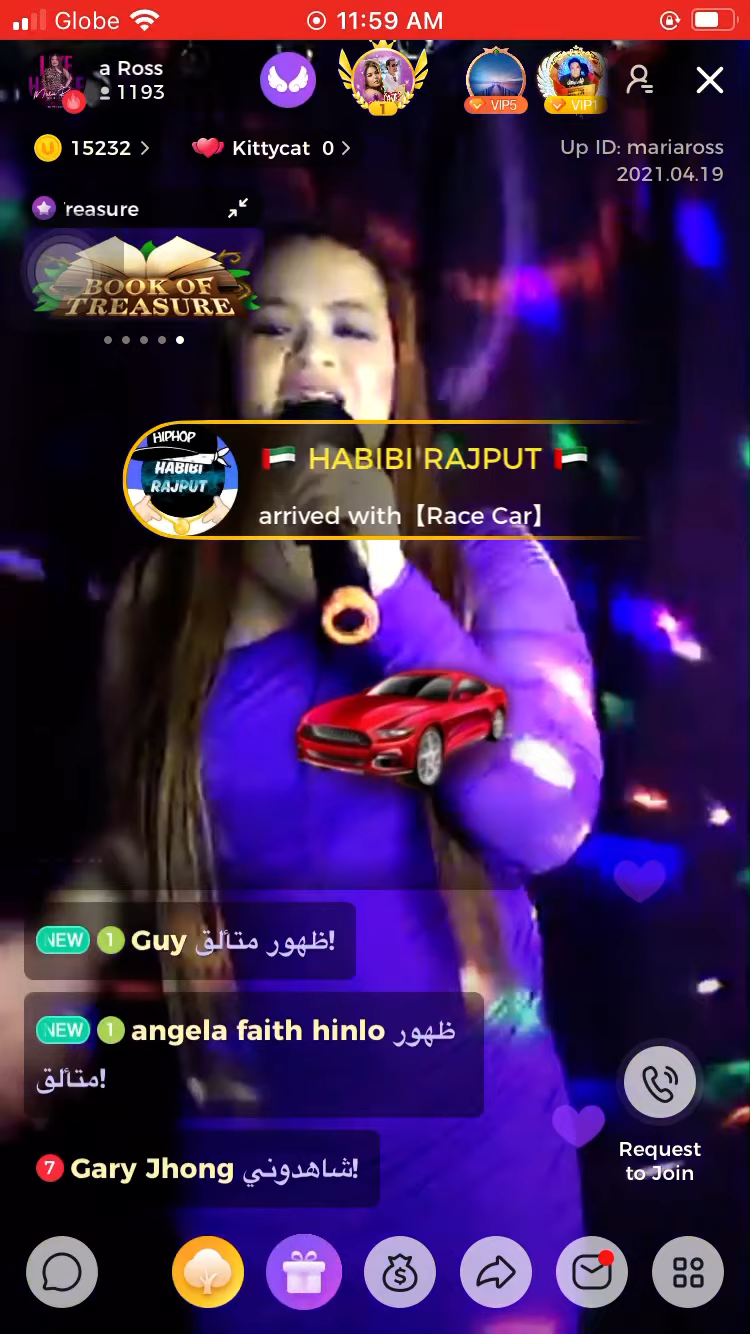 Globe
11:59 AM
a Ross
1193
1
VIP5
VIP1
15232
Kittycat 0
Up ID: mariaross
2021.04.19
reasure
BOOK OF
TREASURE
HIPHOP
HABIBI
RAJPUT
HABIBI RAJPUT
arrived with【Race Car】
NEW 1 Guy ظهور متألق!
NEW 1 angela faith hinlo ظهور
متألق!
7 Gary Jhong شاهدوني!
Request
to Join